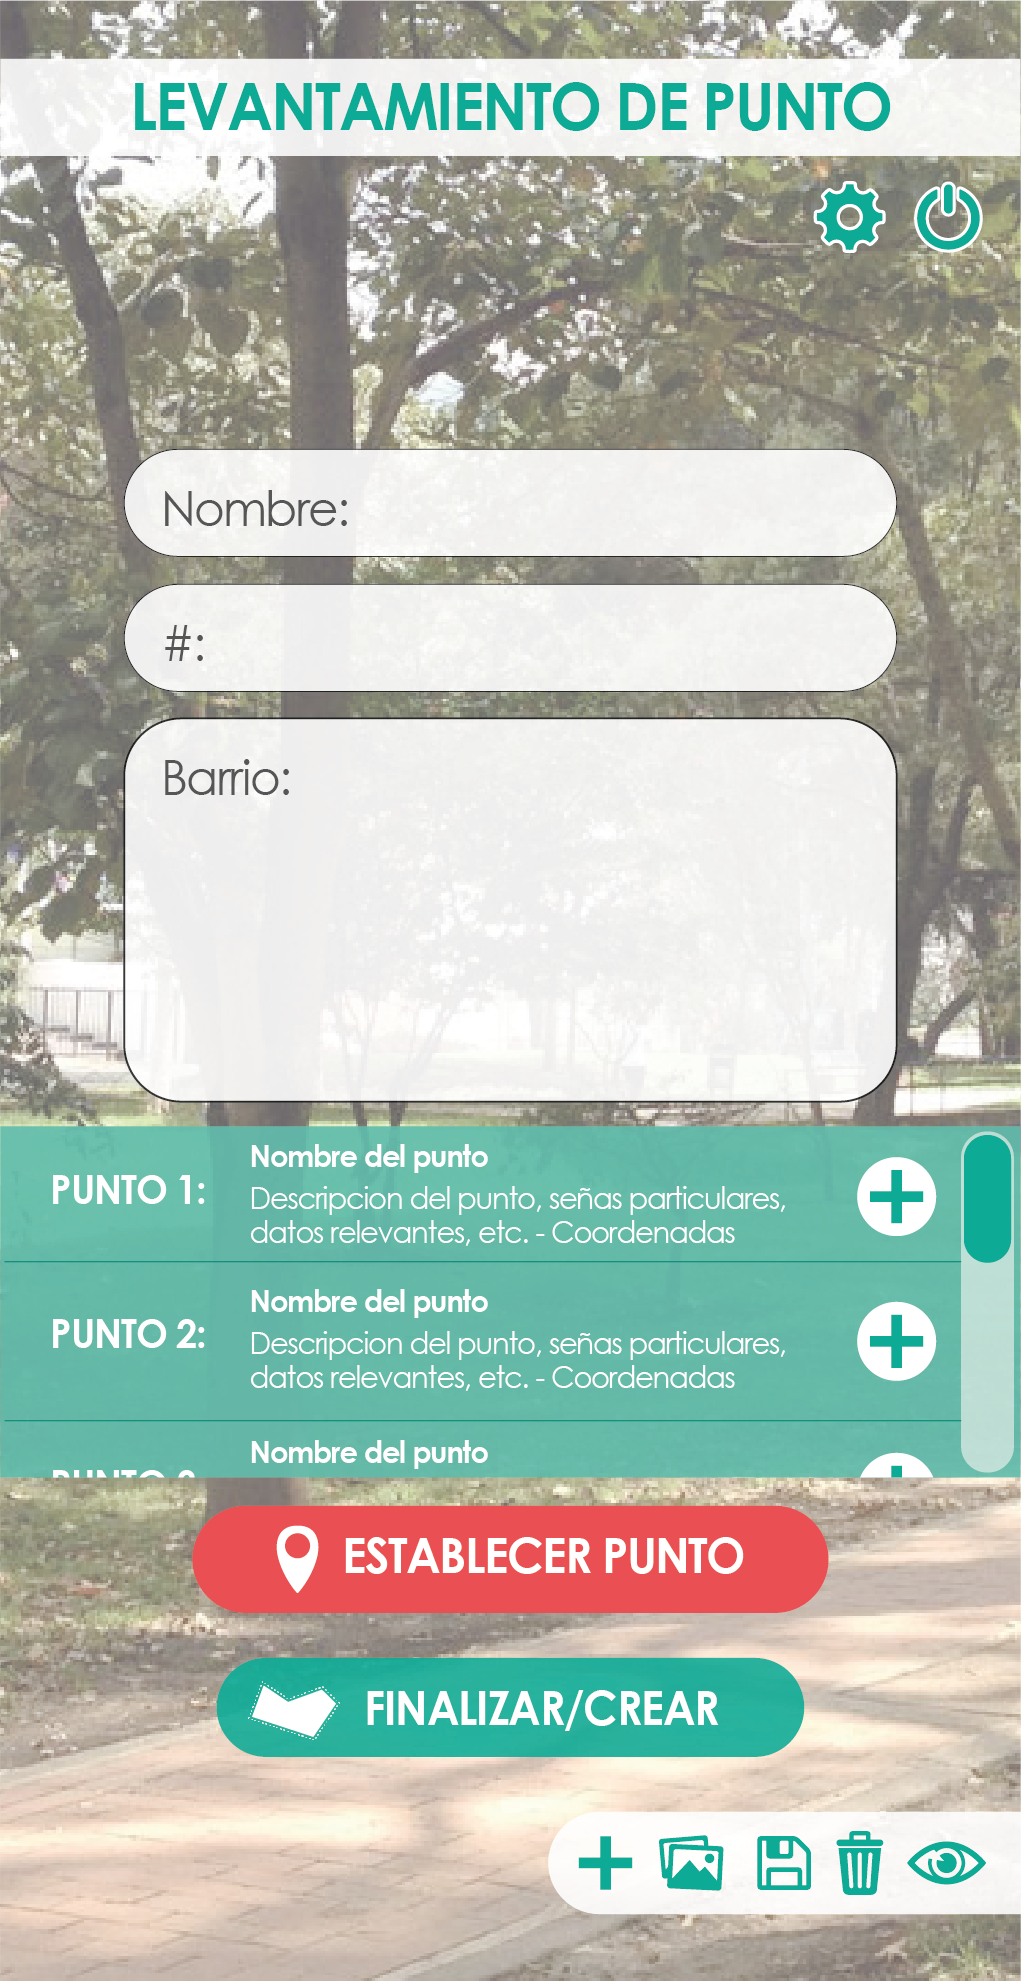 LEVANTAMIENTO DE PUNTO
Nombre:
#:
Barrio:
PUNTO 1:
Nombre del punto
Descripcion del punto, señas particulares,
datos relevantes, etc. - Coordenadas
PUNTO 2:
Nombre del punto
Descripcion del punto, señas particulares,
datos relevantes, etc. - Coordenadas
Nombre del punto
ESTABLECER PUNTO
FINALIZAR/CREAR